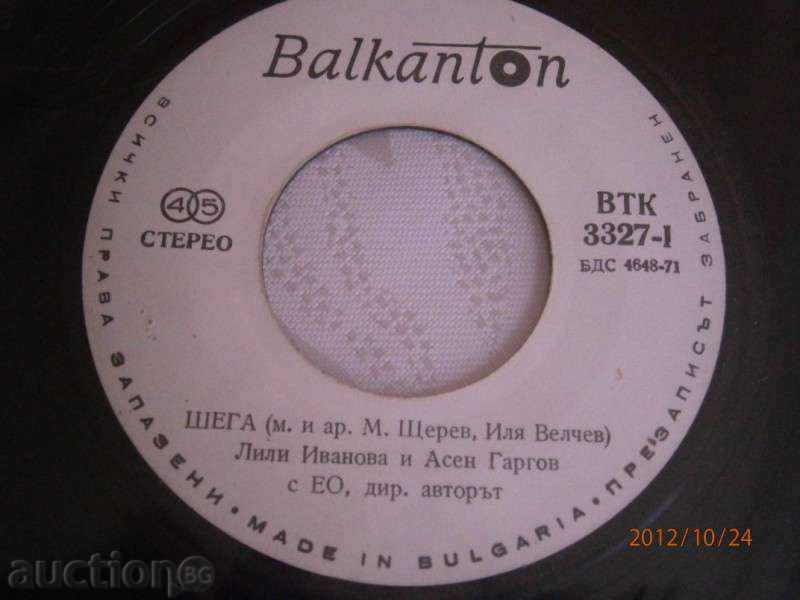 Balkanton
45
СТЕРЕО
ВТК
3327-I
БДС 4648-71
ШЕГА (м. и ар. М. Щерев, Иля Велчев)
Лили Иванова и Асен Гаргов
с ЕО, дир. авторът
ВСИЧКИ ПРАВА ЗАПАЗЕНИ • MADE IN BULGARIA • ПРЕЗАПИСЪТ ЗАБРАНЕН
2012/10/24
auction BG